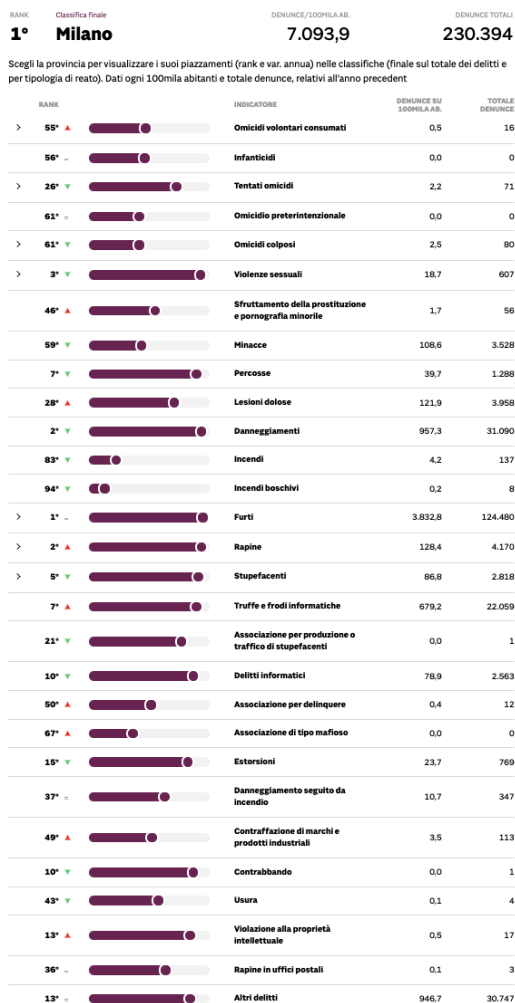 RANK Classifica finale DENUNCE/100MILA AB. DENUNCE TOTALI
1° Milano 7.093,9 230.394
Scegli la provincia per visualizzare i suoi piazzamenti (rank e var. annua) nelle classifiche (finale sul totale dei delitti e
per tipologia di reato). Dati ogni 100mila abitanti e totale denunce, relativi all'anno precedent
RANK INDICATORE DENUNCE SU 100MILA AB. TOTALE DENUNCE
55° ▲ Omicidi volontari consumati 0,5 16
56° = Infanticidi 0,0 0
26° ▼ Tentati omicidi 2,2 71
61° = Omicidio preterintenzionale 0,0 0
61° ▼ Omicidi colposi 2,5 80
3° ▼ Violenze sessuali 18,7 607
46° ▲ Sfruttamento della prostituzione
e pornografia minorile 1,7 56
59° ▼ Minacce 108,6 3.528
7° ▼ Percosse 39,7 1.288
28° ▲ Lesioni dolose 121,9 3.958
2° ▼ Danneggiamenti 957,3 31.090
83° ▼ Incendi 4,2 137
94° ▼ Incendi boschivi 0,2 8
1° = Furti 3.832,8 124.480
2° ▲ Rapine 128,4 4.170
5° ▼ Stupefacenti 86,8 2.818
7° ▲ Truffe e frodi informatiche 679,2 22.059
21° ▼ Associazione per produzione o
traffico di stupefacenti 0,0 1
10° ▼ Delitti informatici 78,9 2.563
50° ▲ Associazione per delinquere 0,4 12
67° ▲ Associazione di tipo mafioso 0,0 0
15° ▼ Estorsioni 23,7 769
37° = Danneggiamento seguito da
incendio 10,7 347
49° ▲ Contraffazione di marchi e
prodotti industriali 3,5 113
10° ▼ Contrabbando 0,0 1
43° ▼ Usura 0,1 4
13° ▲ Violazione alla proprietà
intellettuale 0,5 17
36° = Rapine in uffici postali 0,1 3
13° = Altri delitti 946,7 30.747